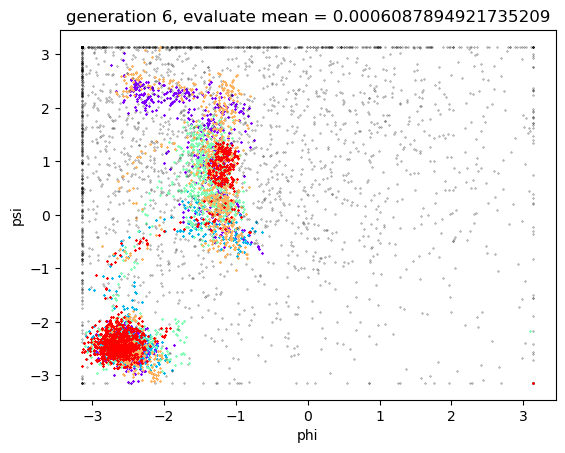 generation 6, evaluate mean = 0.0006087894921735209
3
2
1
0
−1
−2
−3
psi
−3 −2 −1 0 1 2 3
phi